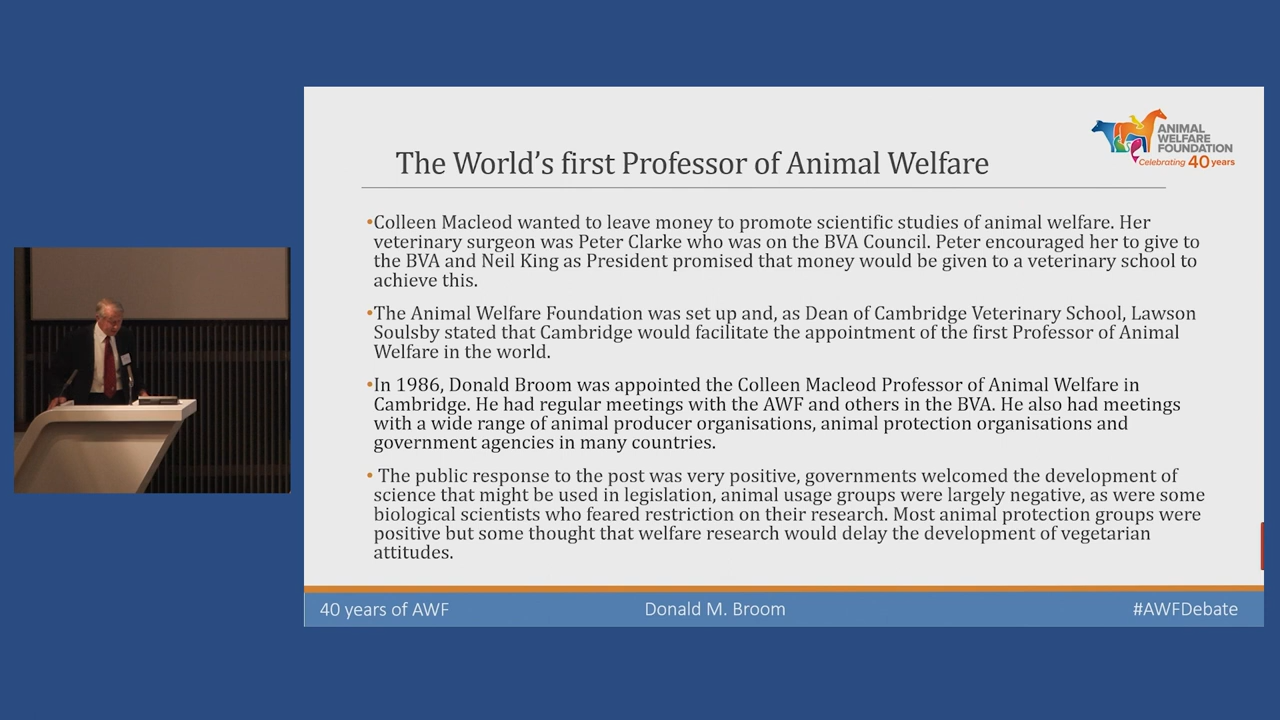 ANIMAL
WELFARE
FOUNDATION
Celebrating 40 years
The World's first Professor of Animal Welfare
•Colleen Macleod wanted to leave money to promote scientific studies of animal welfare. Her
veterinary surgeon was Peter Clarke who was on the BVA Council. Peter encouraged her to give to
the BVA and Neil King as President promised that money would be given to a veterinary school to
achieve this.
•The Animal Welfare Foundation was set up and, as Dean of Cambridge Veterinary School, Lawson
Soulsby stated that Cambridge would facilitate the appointment of the first Professor of Animal
Welfare in the world.
•In 1986, Donald Broom was appointed the Colleen Macleod Professor of Animal Welfare in
Cambridge. He had regular meetings with the AWF and others in the BVA. He also had meetings
with a wide range of animal producer organisations, animal protection organisations and
government agencies in many countries.
• The public response to the post was very positive, governments welcomed the development of
science that might be used in legislation, animal usage groups were largely negative, as were some
biological scientists who feared restriction on their research. Most animal protection groups were
positive but some thought that welfare research would delay the development of vegetarian
attitudes.
40 years of AWF
Donald M. Broom
#AWFDebate